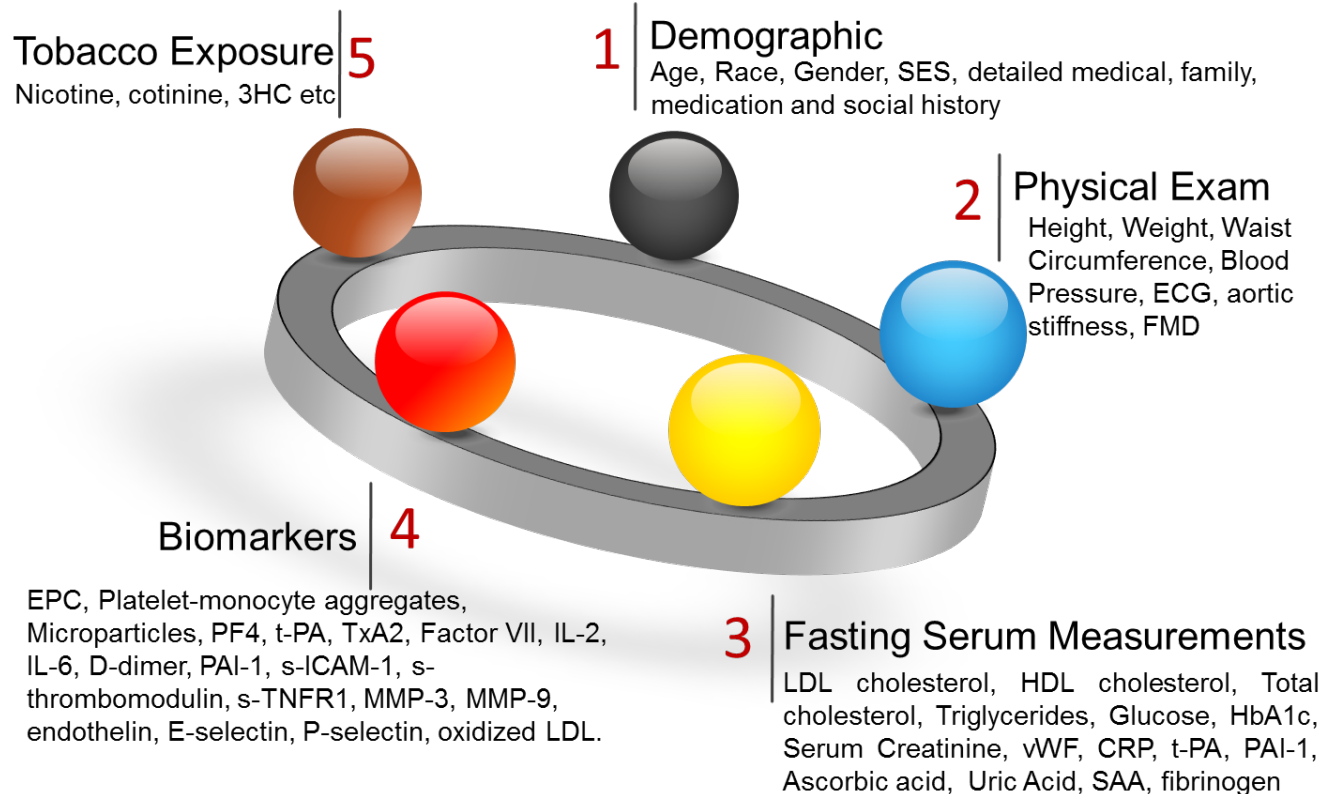 1
Demographic
Age, Race, Gender, SES, detailed medical, family,
medication and social history
2
Physical Exam
Height, Weight, Waist
Circumference, Blood
Pressure, ECG, aortic
stiffness, FMD
3
Fasting Serum Measurements
LDL cholesterol, HDL cholesterol, Total
cholesterol, Triglycerides, Glucose, HbA1c,
Serum Creatinine, vWF, CRP, t-PA, PAI-1,
Ascorbic acid, Uric Acid, SAA, fibrinogen
4
Biomarkers
EPC, Platelet-monocyte aggregates,
Microparticles, PF4, t-PA, TxA2, Factor VII, IL-2,
IL-6, D-dimer, PAI-1, s-ICAM-1, s-
thrombomodulin, s-TNFR1, MMP-3, MMP-9,
endothelin, E-selectin, P-selectin, oxidized LDL.
5
Tobacco Exposure
Nicotine, cotinine, 3HC etc